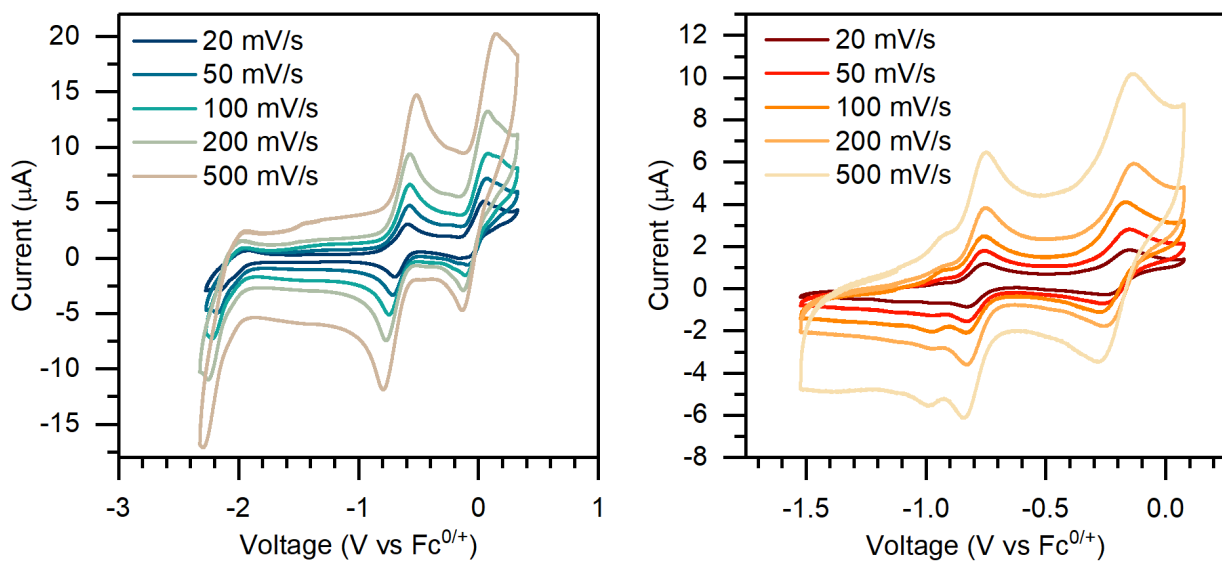 20 mV/s
50 mV/s
100 mV/s
200 mV/s
500 mV/s
20
15
10
5
0
-5
-10
-15
Current (μA)
-3
-2
-1
0
1
Voltage (V vs Fc0/+)
20 mV/s
50 mV/s
100 mV/s
200 mV/s
500 mV/s
12
10
8
6
4
2
0
-2
-4
-6
-8
Current (μA)
-1.5
-1.0
-0.5
0.0
Voltage (V vs Fc0/+)